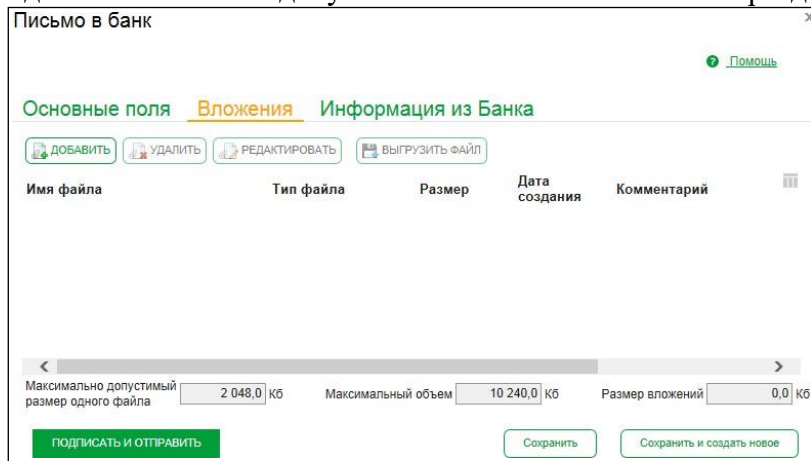 Письмо в банк
Помощь
Основные поля Вложения Информация из Банка
ДОБАВИТЬ УДАЛИТЬ РЕДАКТИРОВАТЬ ВЫГРУЗИТЬ ФАЙЛ
Имя файла Тип файла Размер Дата создания Комментарий
Максимально допустимый размер одного файла 2 048,0 Кб Максимальный объем 10 240,0 Кб Размер вложений 0,0 Кб
ПОДПИСАТЬ И ОТПРАВИТЬ Сохранить Сохранить и создать новое